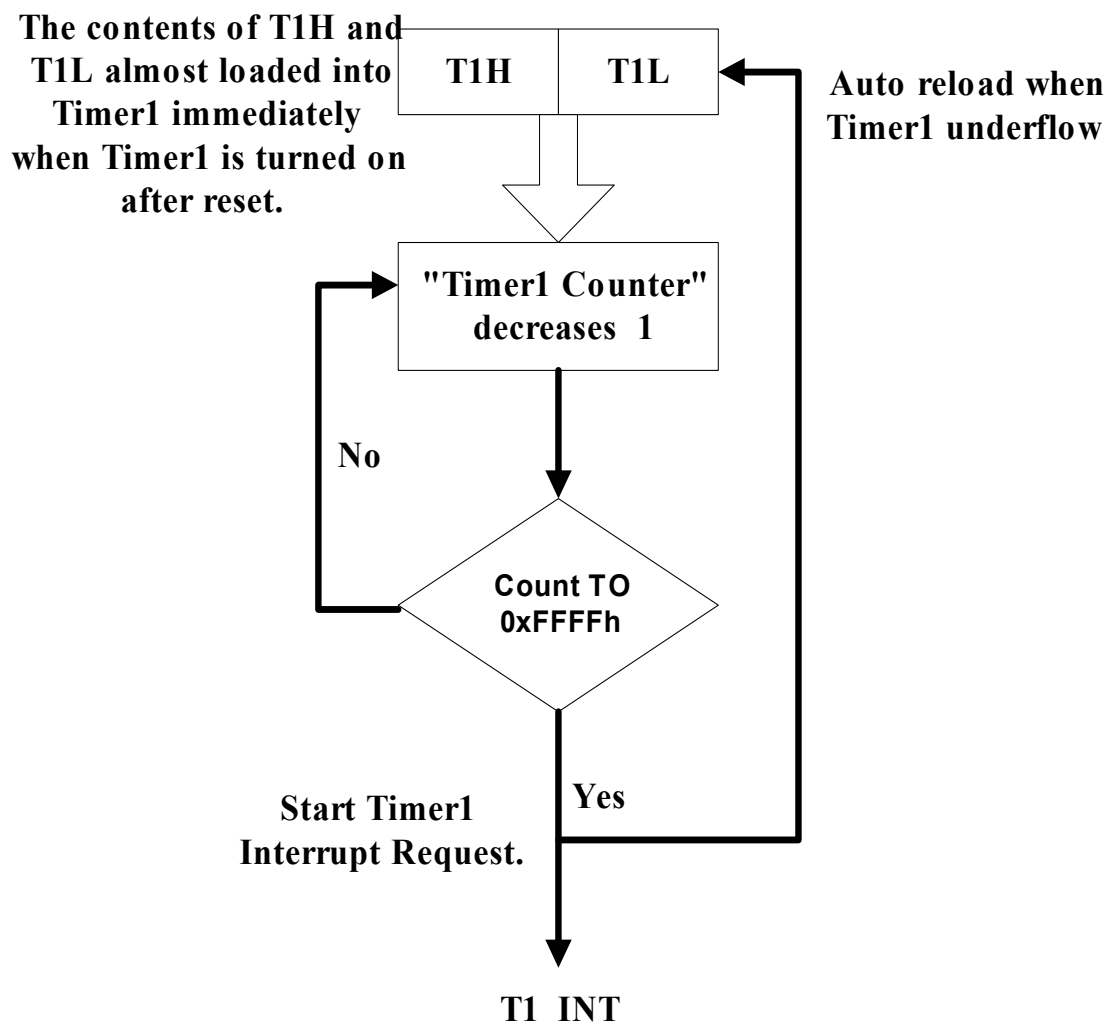 The contents of T1H and
T1L almost loaded into
Timer1 immediately
when Timer1 is turned on
after reset.
T1H
T1L
Auto reload when
Timer1 underflow
"Timer1 Counter"
decreases 1
No
Count TO
0xFFFFh
Yes
Start Timer1
Interrupt Request.
T1 INT